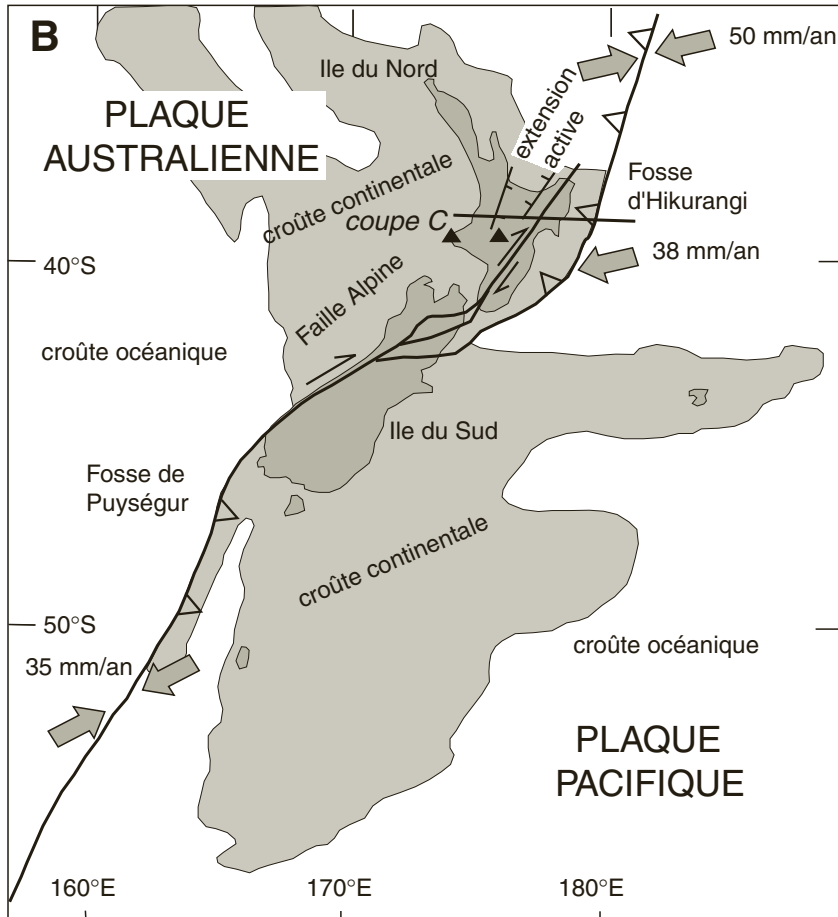 B
50 mm/an
Ile du Nord
PLAQUE
AUSTRALIENNE
extension
active
croûte continentale
Fosse
d'Hikurangi
coupe C
38 mm/an
40°S
Faille Alpine
croûte océanique
Ile du Sud
Fosse de
Puységur
croûte continentale
50°S
croûte océanique
35 mm/an
PLAQUE
PACIFIQUE
160°E
170°E
180°E